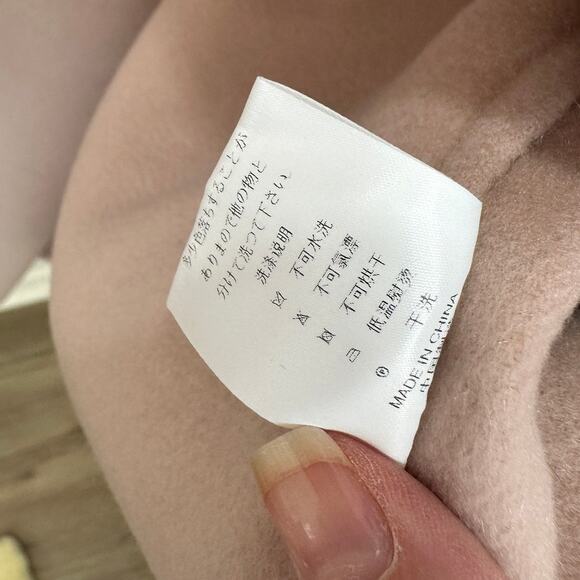 多少色落ちすることが
ありまので他の物と
分けて洗つて下さい
洗涤说明
不可水洗
不可氯漂
不可烘干
低温熨烫
Ⓟ 干洗
MADE IN CHINA